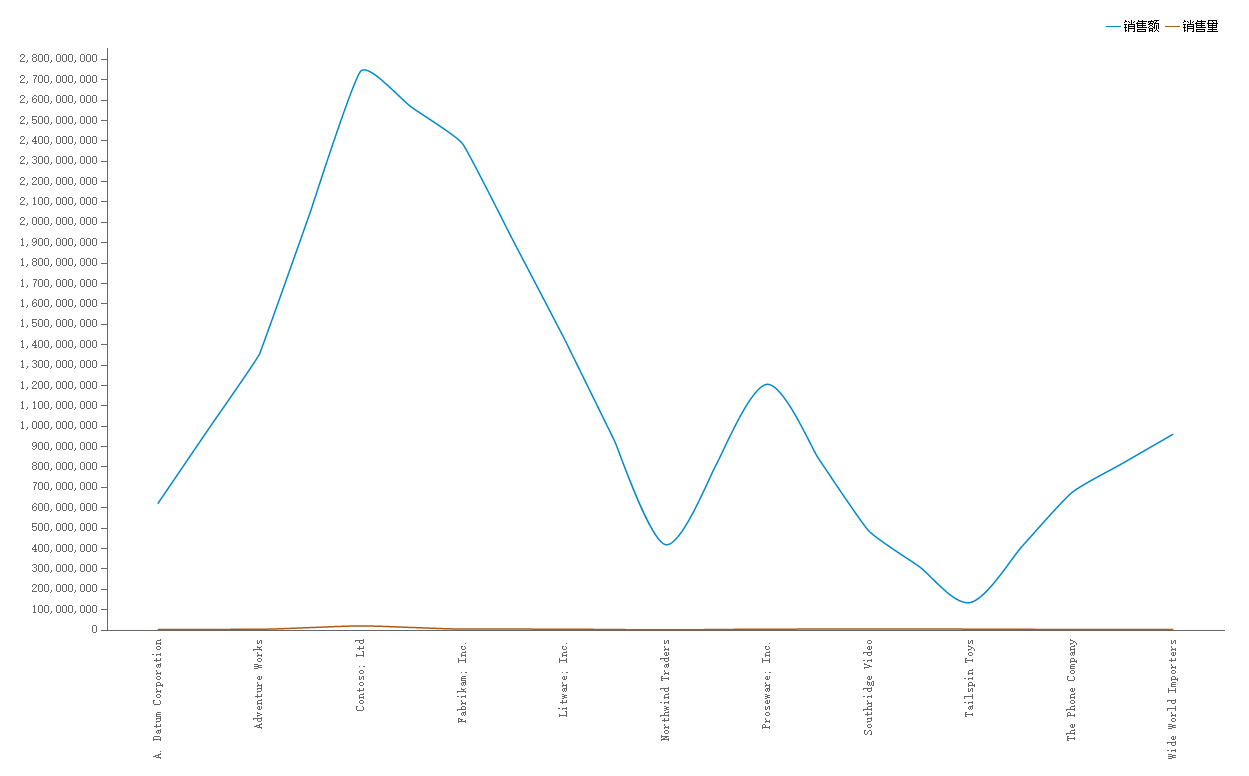 销售额 销售量
2,800,000,000
2,700,000,000
2,600,000,000
2,500,000,000
2,400,000,000
2,300,000,000
2,200,000,000
2,100,000,000
2,000,000,000
1,900,000,000
1,800,000,000
1,700,000,000
1,600,000,000
1,500,000,000
1,400,000,000
1,300,000,000
1,200,000,000
1,100,000,000
1,000,000,000
900,000,000
800,000,000
700,000,000
600,000,000
500,000,000
400,000,000
300,000,000
200,000,000
100,000,000
0
A. Datum Corporation
Adventure Works
Contoso; Ltd
Fabrikam; Inc.
Litware; Inc.
Northwind Traders
Proseware; Inc.
Southridge Video
Tailspin Toys
The Phone Company
Wide World Importers